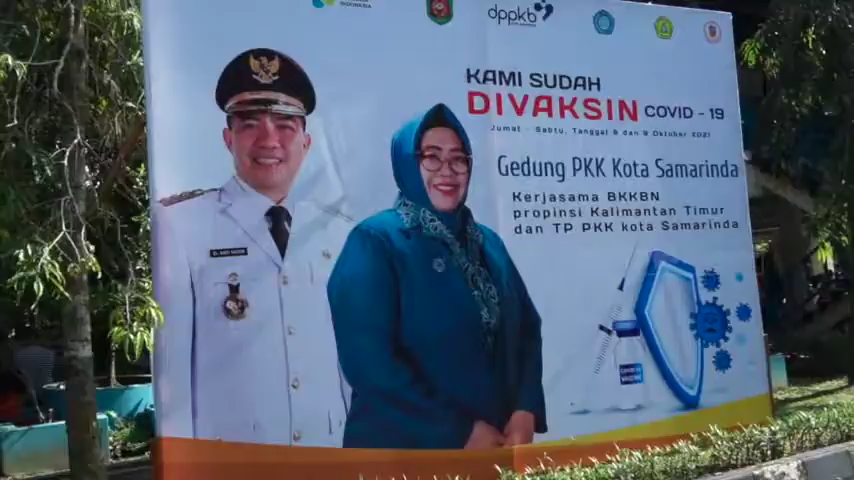 INDONESIA
dppkb
KAMI SUDAH
DIVAKSIN COVID - 19
Jumat - Sabtu, Tanggal 8 dan 9 Oktober 2021
Gedung PKK Kota Samarinda
Kerjasama BKKBN
propinsi Kalimantan Timur
dan TP PKK kota Samarinda